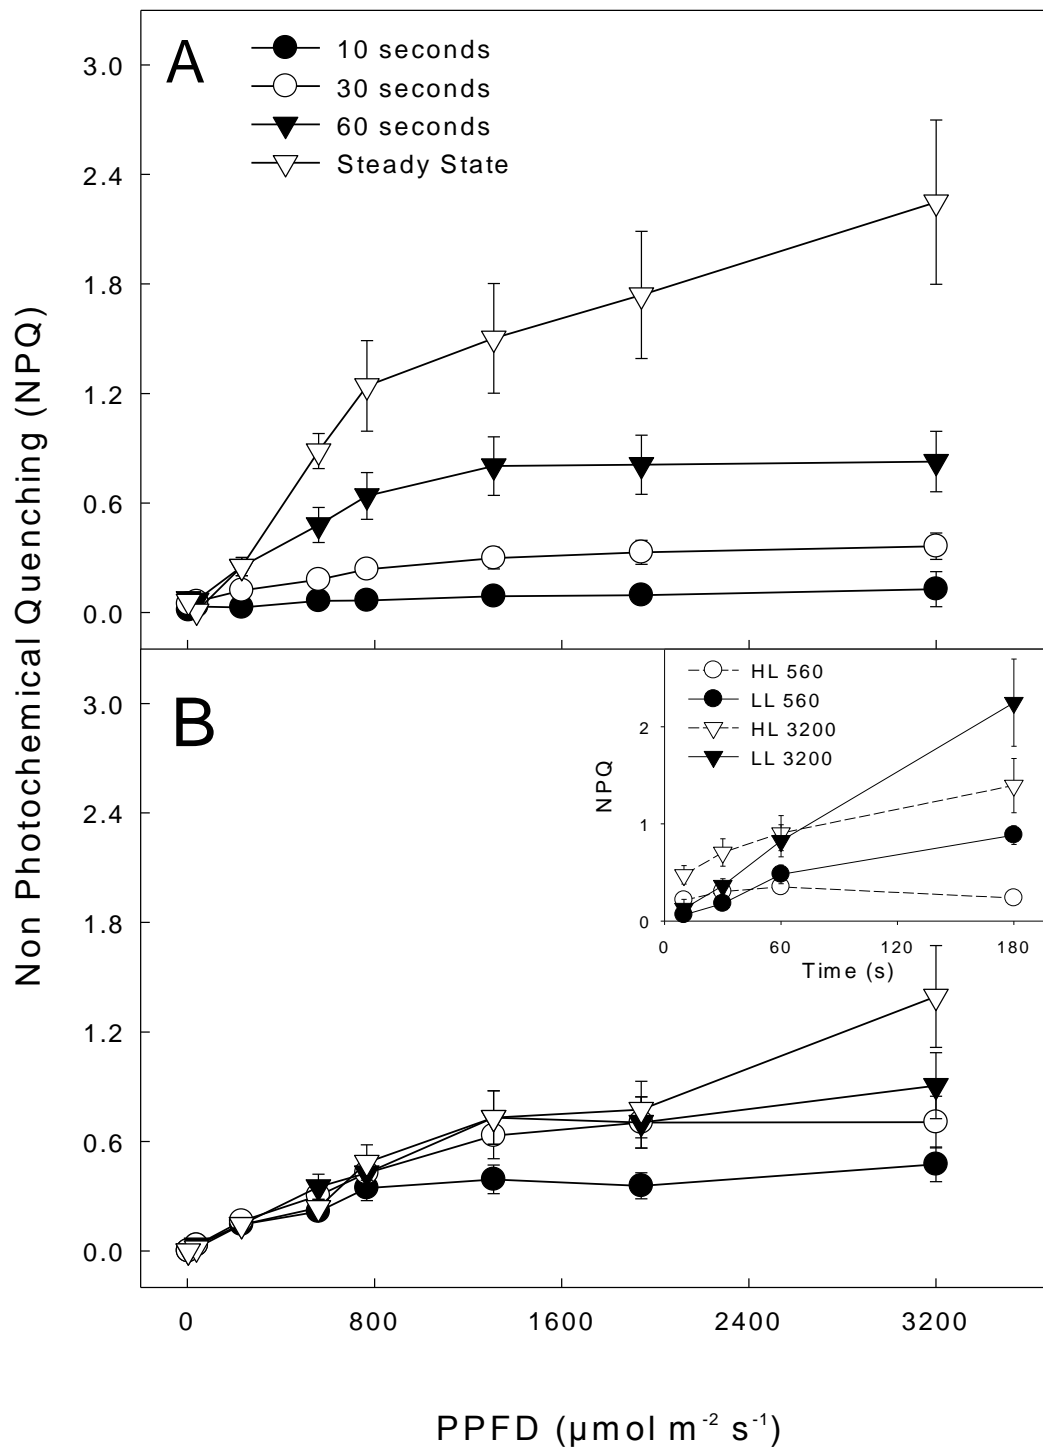 A
10 seconds
30 seconds
60 seconds
Steady State
3.0
2.4
1.8
1.2
0.6
0.0
Non Photochemical Quenching (NPQ)
B
3.0
2.4
1.8
1.2
0.6
0.0
HL 560
LL 560
HL 3200
LL 3200
NPQ
2
1
0
0 60 120 180
Time (s)
0 800 1600 2400 3200
PPFD (µmol m-2 s-1)